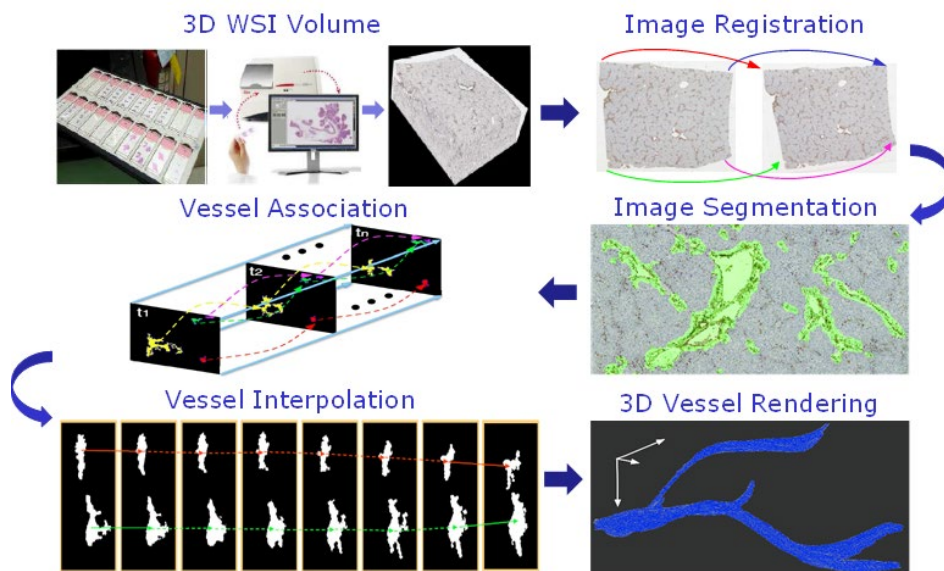 3D WSI Volume
Image Registration
Vessel Association
Image Segmentation
t1
t2
tn
Vessel Interpolation
3D Vessel Rendering